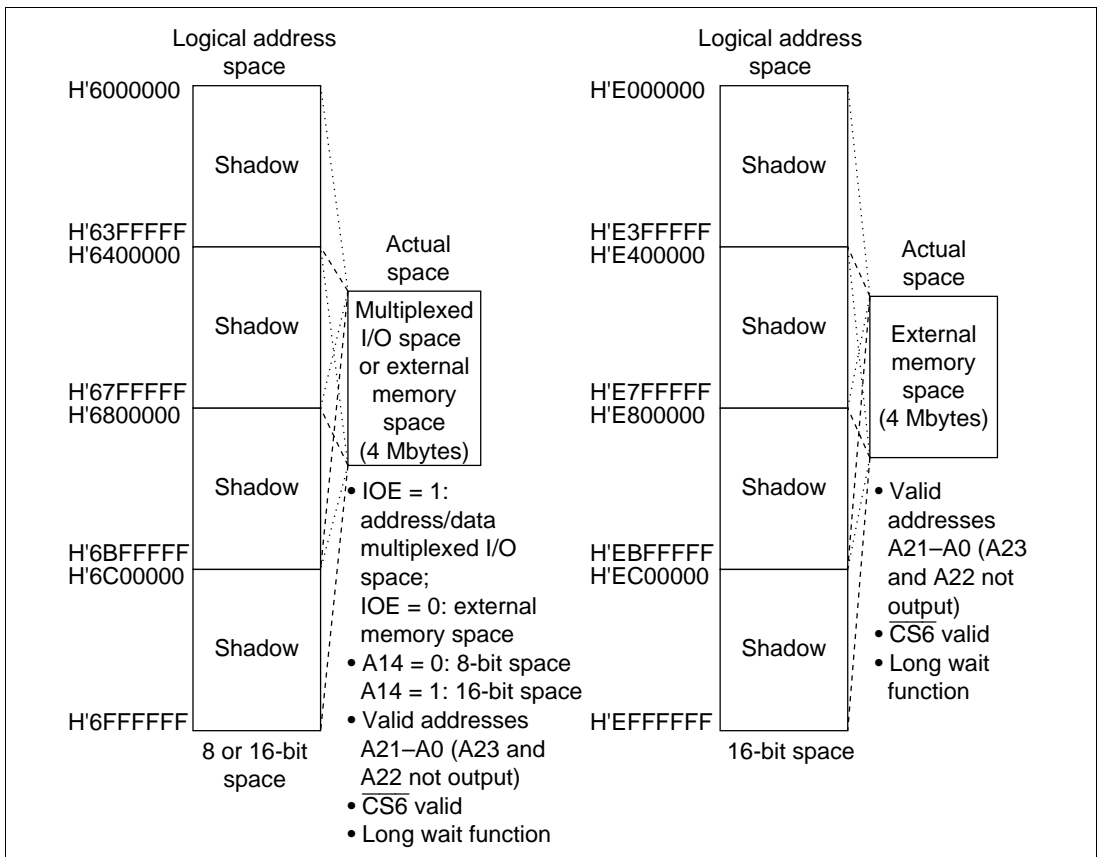 Logical address
space
H'6000000
Shadow
H'63FFFFF
H'6400000
Shadow
H'67FFFFF
H'6800000
Shadow
H'6BFFFFF
H'6C00000
Shadow
H'6FFFFFF
8 or 16-bit
space
Actual
space
Multiplexed
I/O space
or external
memory
space
(4 Mbytes)
• IOE = 1:
address/data
multiplexed I/O
space;
IOE = 0: external
memory space
• A14 = 0: 8-bit space
A14 = 1: 16-bit space
• Valid addresses
A21–A0 (A23 and
A22 not output)
• C̅S̅6̅ valid
• Long wait function
Logical address
space
H'E000000
Shadow
H'E3FFFFF
H'E400000
Shadow
H'E7FFFFF
H'E800000
Shadow
H'EBFFFFF
H'EC00000
Shadow
H'EFFFFFF
16-bit space
Actual
space
External
memory
space
(4 Mbytes)
• Valid
addresses
A21–A0 (A23
and A22 not
output)
• C̅S̅6̅ valid
• Long wait
function